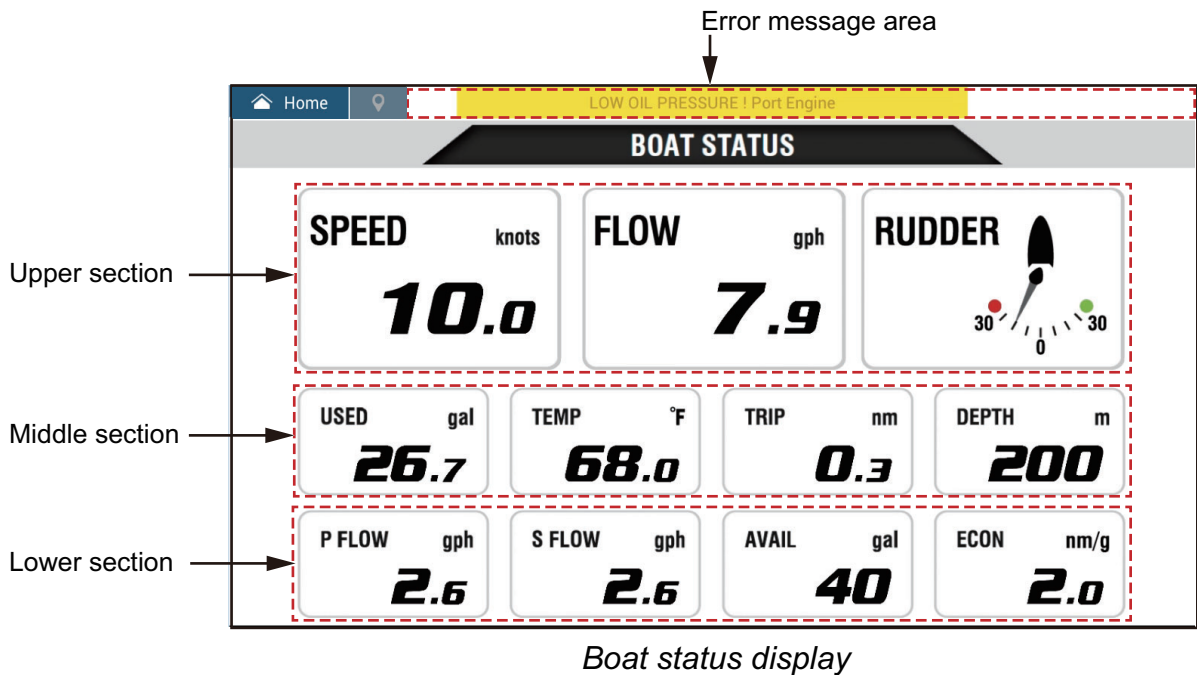 Error message area
Home
LOW OIL PRESSURE ! Port Engine
BOAT STATUS
Upper section
SPEED knots
10.0
FLOW gph
7.9
RUDDER
30 30
0
Middle section
USED gal
26.7
TEMP °F
68.0
TRIP nm
0.3
DEPTH m
200
Lower section
P FLOW gph
2.6
S FLOW gph
2.6
AVAIL gal
40
ECON nm/g
2.0
Boat status display